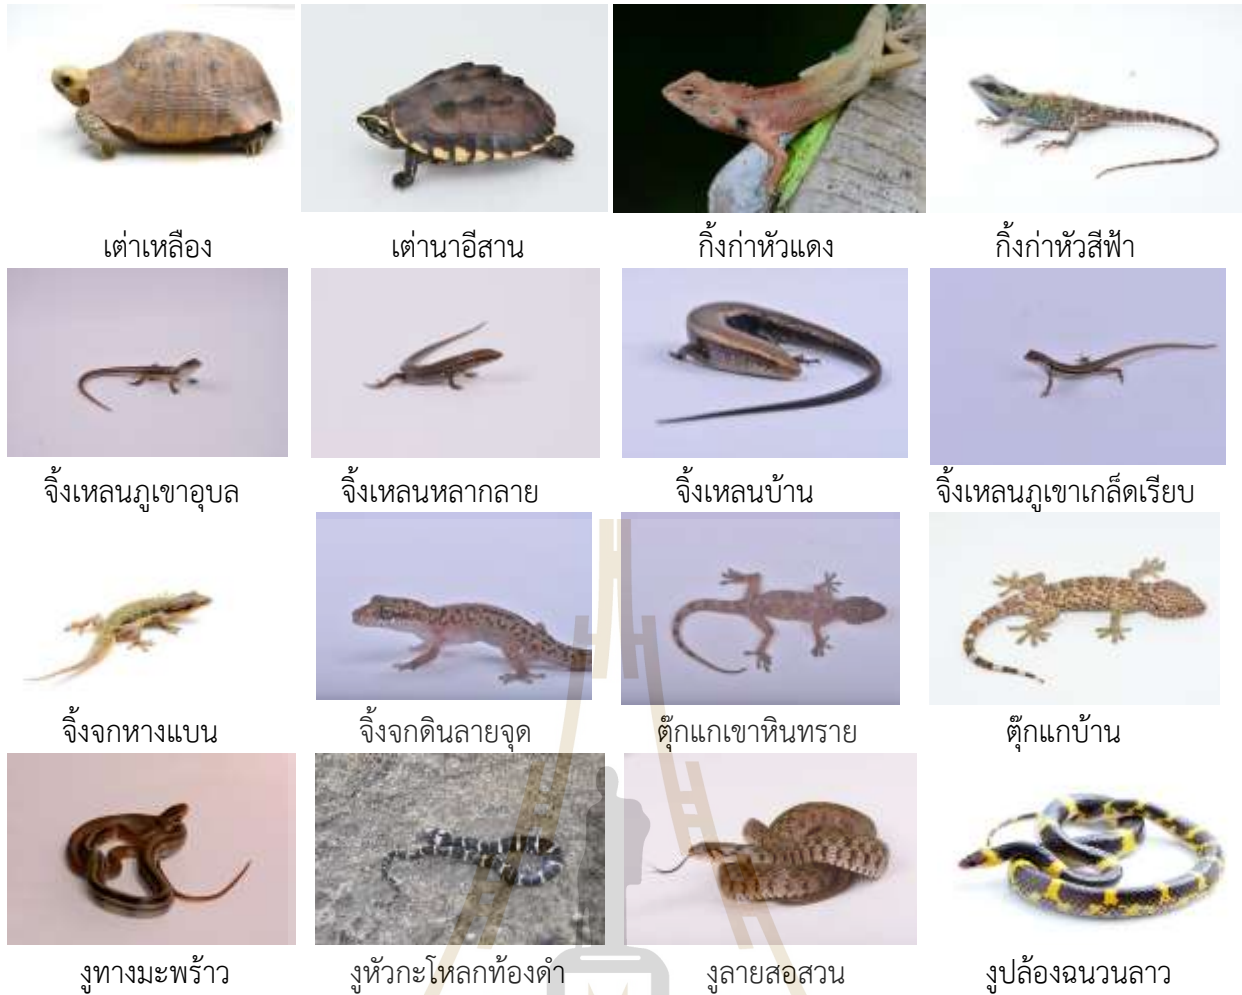 เต่าเหลือง เต่านาอีสาน กิ้งก่าหัวแดง กิ้งก่าหัวสีฟ้า
จิ้งเหลนภูเขาอุบล จิ้งเหลนหลากลาย จิ้งเหลนบ้าน จิ้งเหลนภูเขาเกล็ดเรียบ
จิ้งจกหางแบน จิ้งจกดินลายจุด ตุ๊กแกเขาหินทราย ตุ๊กแกบ้าน
งูทางมะพร้าว งูหัวกะโหลกท้องดำ งูลายสอสวน งูปล้องฉนวนลาว